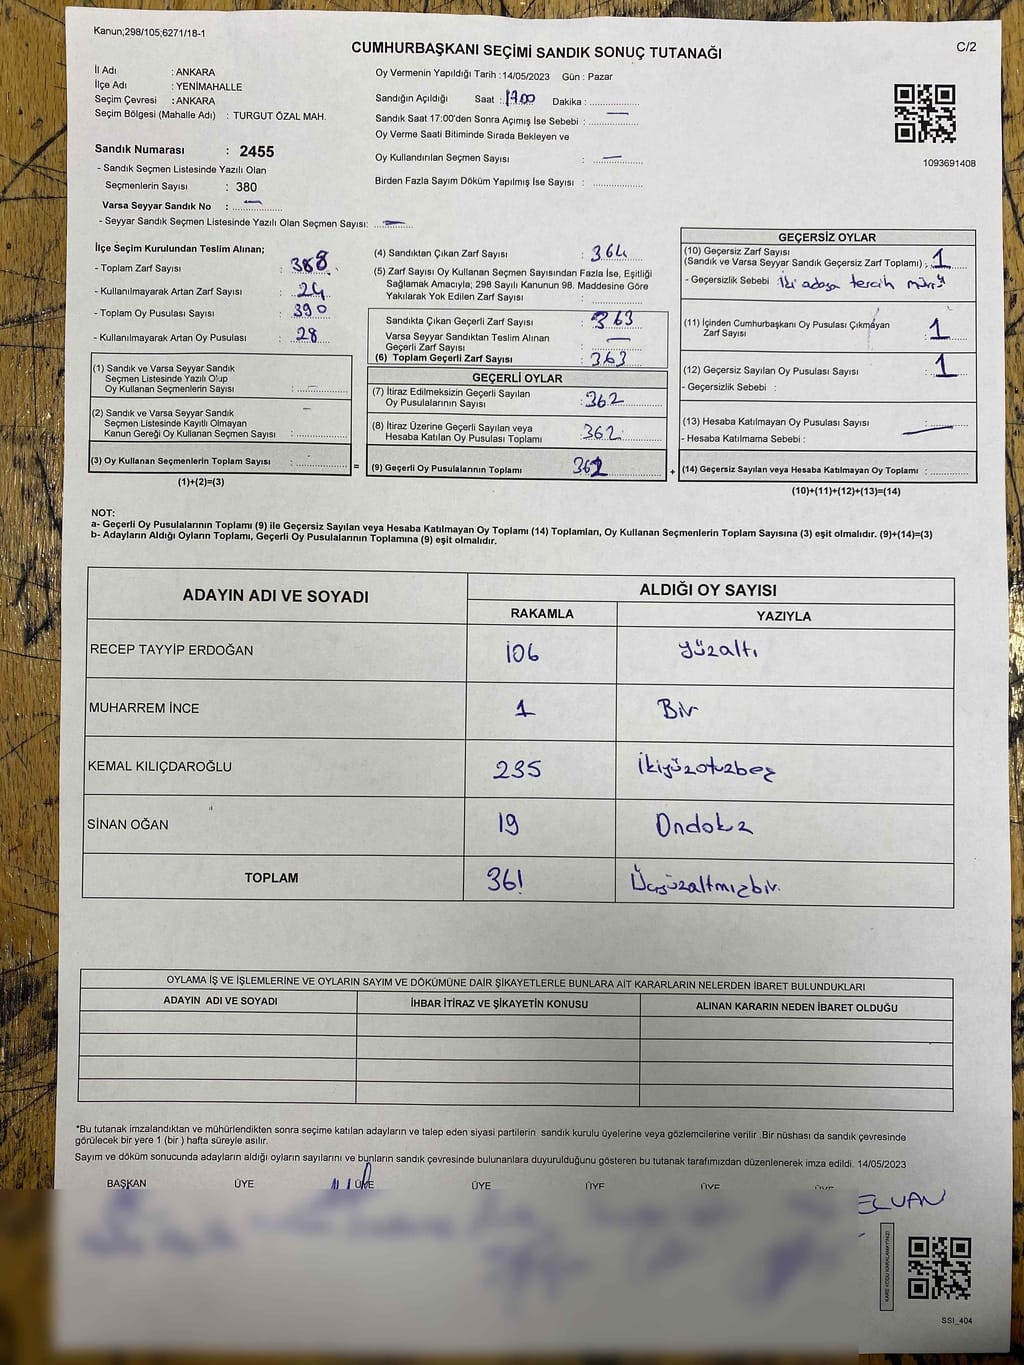 Kanun;298/105;6271/18-1
C/2
CUMHURBAŞKANI SEÇİMİ SANDIK SONUÇ TUTANAĞI
İl Adı : ANKARA
İlçe Adı : YENİMAHALLE
Seçim Çevresi : ANKARA
Seçim Bölgesi (Mahalle Adı) : TURGUT ÖZAL MAH.
Sandık Numarası : 2455
- Sandık Seçmen Listesinde Yazılı Olan
Seçmenlerin Sayısı : 380
Varsa Seyyar Sandık No : —
- Seyyar Sandık Seçmen Listesinde Yazılı Olan Seçmen Sayısı: —
Oy Vermenin Yapıldığı Tarih : 14/05/2023 Gün : Pazar
Sandığın Açıldığı Saat : 17.00 Dakika : ..................
Sandık Saat 17:00'den Sonra Açımış İse Sebebi : —
Oy Verme Saati Bitiminde Sırada Bekleyen ve
Oy Kullandırılan Seçmen Sayısı : —
Birden Fazla Sayım Döküm Yapılmış İse Sayısı : ..................
1093691408
İlçe Seçim Kurulundan Teslim Alınan;
- Toplam Zarf Sayısı : 388
- Kullanılmayarak Artan Zarf Sayısı : 24
- Toplam Oy Pusulası Sayısı : 390
- Kullanılmayarak Artan Oy Pusulası : 28
(1) Sandık ve Varsa Seyyar Sandık
Seçmen Listesinde Yazılı Olup
Oy Kullanan Seçmenlerin Sayısı : —
(2) Sandık ve Varsa Seyyar Sandık
Seçmen Listesinde Kayıtlı Olmayan
Kanun Gereği Oy Kullanan Seçmen Sayısı : —
(3) Oy Kullanan Seçmenlerin Toplam Sayısı : ............
(1)+(2)=(3)
(4) Sandıktan Çıkan Zarf Sayısı : 364
(5) Zarf Sayısı Oy Kullanan Seçmen Sayısından Fazla İse, Eşitliği
Sağlamak Amacıyla; 298 Sayılı Kanunun 98. Maddesine Göre
Yakılarak Yok Edilen Zarf Sayısı : ..................
Sandıkta Çıkan Geçerli Zarf Sayısı : 363
Varsa Seyyar Sandıktan Teslim Alınan
Geçerli Zarf Sayısı : —
(6) Toplam Geçerli Zarf Sayısı : 363
GEÇERLİ OYLAR
(7) İtiraz Edilmeksizin Geçerli Sayılan
Oy Pusulalarının Sayısı : 362
(8) İtiraz Üzerine Geçerli Sayılan veya
Hesaba Katılan Oy Pusulası Toplamı : 362
= (9) Geçerli Oy Pusulalarının Toplamı 362
GEÇERSİZ OYLAR
(10) Geçersiz Zarf Sayısı
(Sandık ve Varsa Seyyar Sandık Geçersiz Zarf Toplamı) : 1
- Geçersizlik Sebebi İki adaya tercih mührü
(11) İçinden Cumhurbaşkanı Oy Pusulası Çıkmayan
Zarf Sayısı 1
(12) Geçersiz Sayılan Oy Pusulası Sayısı : 1
- Geçersizlik Sebebi :
(13) Hesaba Katılmayan Oy Pusulası Sayısı : —
- Hesaba Katılmama Sebebi :
+ (14) Geçersiz Sayılan veya Hesaba Katılmayan Oy Toplamı : ............
(10)+(11)+(12)+(13)=(14)
NOT:
a- Geçerli Oy Pusulalarının Toplamı (9) ile Geçersiz Sayılan veya Hesaba Katılmayan Oy Toplamı (14) Toplamları, Oy Kullanan Seçmenlerin Toplam Sayısına (3) eşit olmalıdır. (9)+(14)=(3)
b- Adayların Aldığı Oyların Toplamı, Geçerli Oy Pusulalarının Toplamına (9) eşit olmalıdır.
ADAYIN ADI VE SOYADI
ALDIĞI OY SAYISI
RAKAMLA YAZIYLA
RECEP TAYYİP ERDOĞAN 106 Yüzaltı
MUHARREM İNCE 1 Bir
KEMAL KILIÇDAROĞLU 235 İkiyüzotuzbeş
SİNAN OĞAN 19 Ondokz
TOPLAM 361 Üçyüzaltmışbir.
OYLAMA İŞ VE İŞLEMLERİNE VE OYLARIN SAYIM VE DÖKÜMÜNE DAİR ŞİKAYETLERLE BUNLARA AİT KARARLARIN NELERDEN İBARET BULUNDUKLARI
ADAYIN ADI VE SOYADI İHBAR İTİRAZ VE ŞİKAYETİN KONUSU ALINAN KARARIN NEDEN İBARET OLDUĞU
*Bu tutanak imzalandıktan ve mühürlendikten sonra seçime katılan adayların ve talep eden siyasi partilerin sandık kurulu üyelerine veya gözlemcilerine verilir .Bir nüshası da sandık çevresinde
görülecek bir yere 1 (bir ) hafta süreyle asılır.
Sayım ve döküm sonucunda adayların aldığı oyların sayılarını ve bunların sandık çevresinde bulunanlara duyurulduğunu gösteren bu tutanak tarafımızdan düzenlenerek imza edildi. 14/05/2023
BAŞKAN ÜYE ÜYE ÜYE ÜYE ÜYE ÜYE
ELVAN
SSI_404